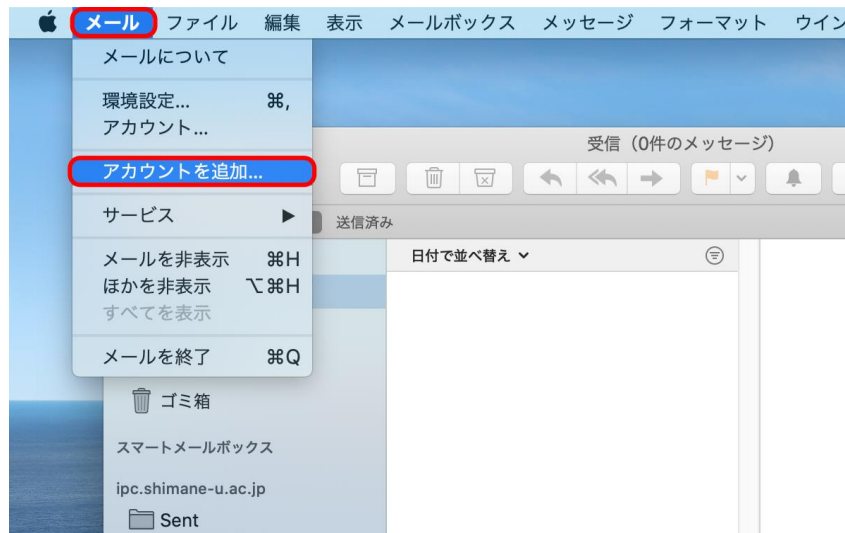 メール ファイル 編集 表示 メールボックス メッセージ フォーマット ウイン
メールについて
環境設定... ⌘,
アカウント...
アカウントを追加...
サービス ▶
メールを非表示 ⌘H
ほかを非表示 ⌥⌘H
すべてを表示
メールを終了 ⌘Q
受信（0件のメッセージ）
送信済み
日付で並べ替え
ゴミ箱
スマートメールボックス
ipc.shimane-u.ac.jp
Sent